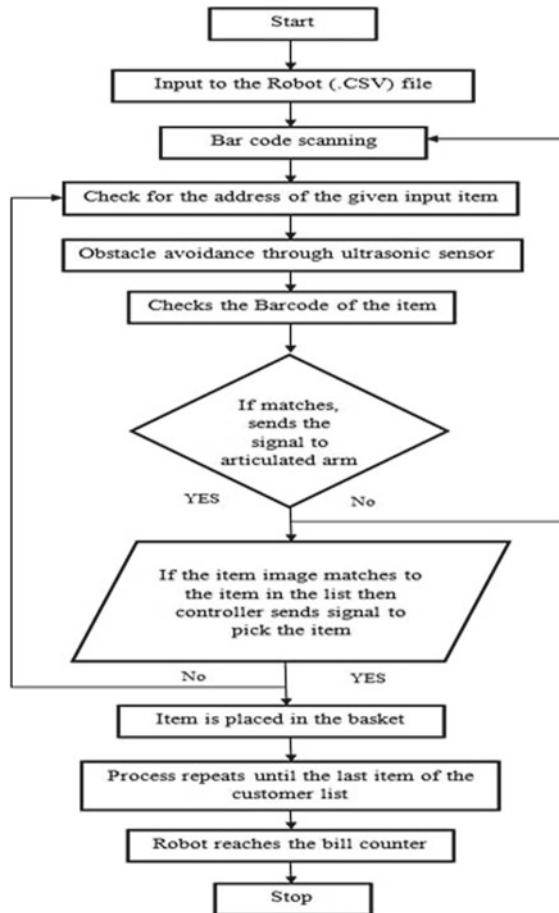 Start
Input to the Robot (.CSV) file
Bar code scanning
Check for the address of the given input item
Obstacle avoidance through ultrasonic sensor
Checks the Barcode of the item
If matches,
sends the
signal to
articulated arm
YES No
If the item image matches to
the item in the list then
controller sends signal to
pick the item
No YES
Item is placed in the basket
Process repeats until the last item of the
customer list
Robot reaches the bill counter
Stop